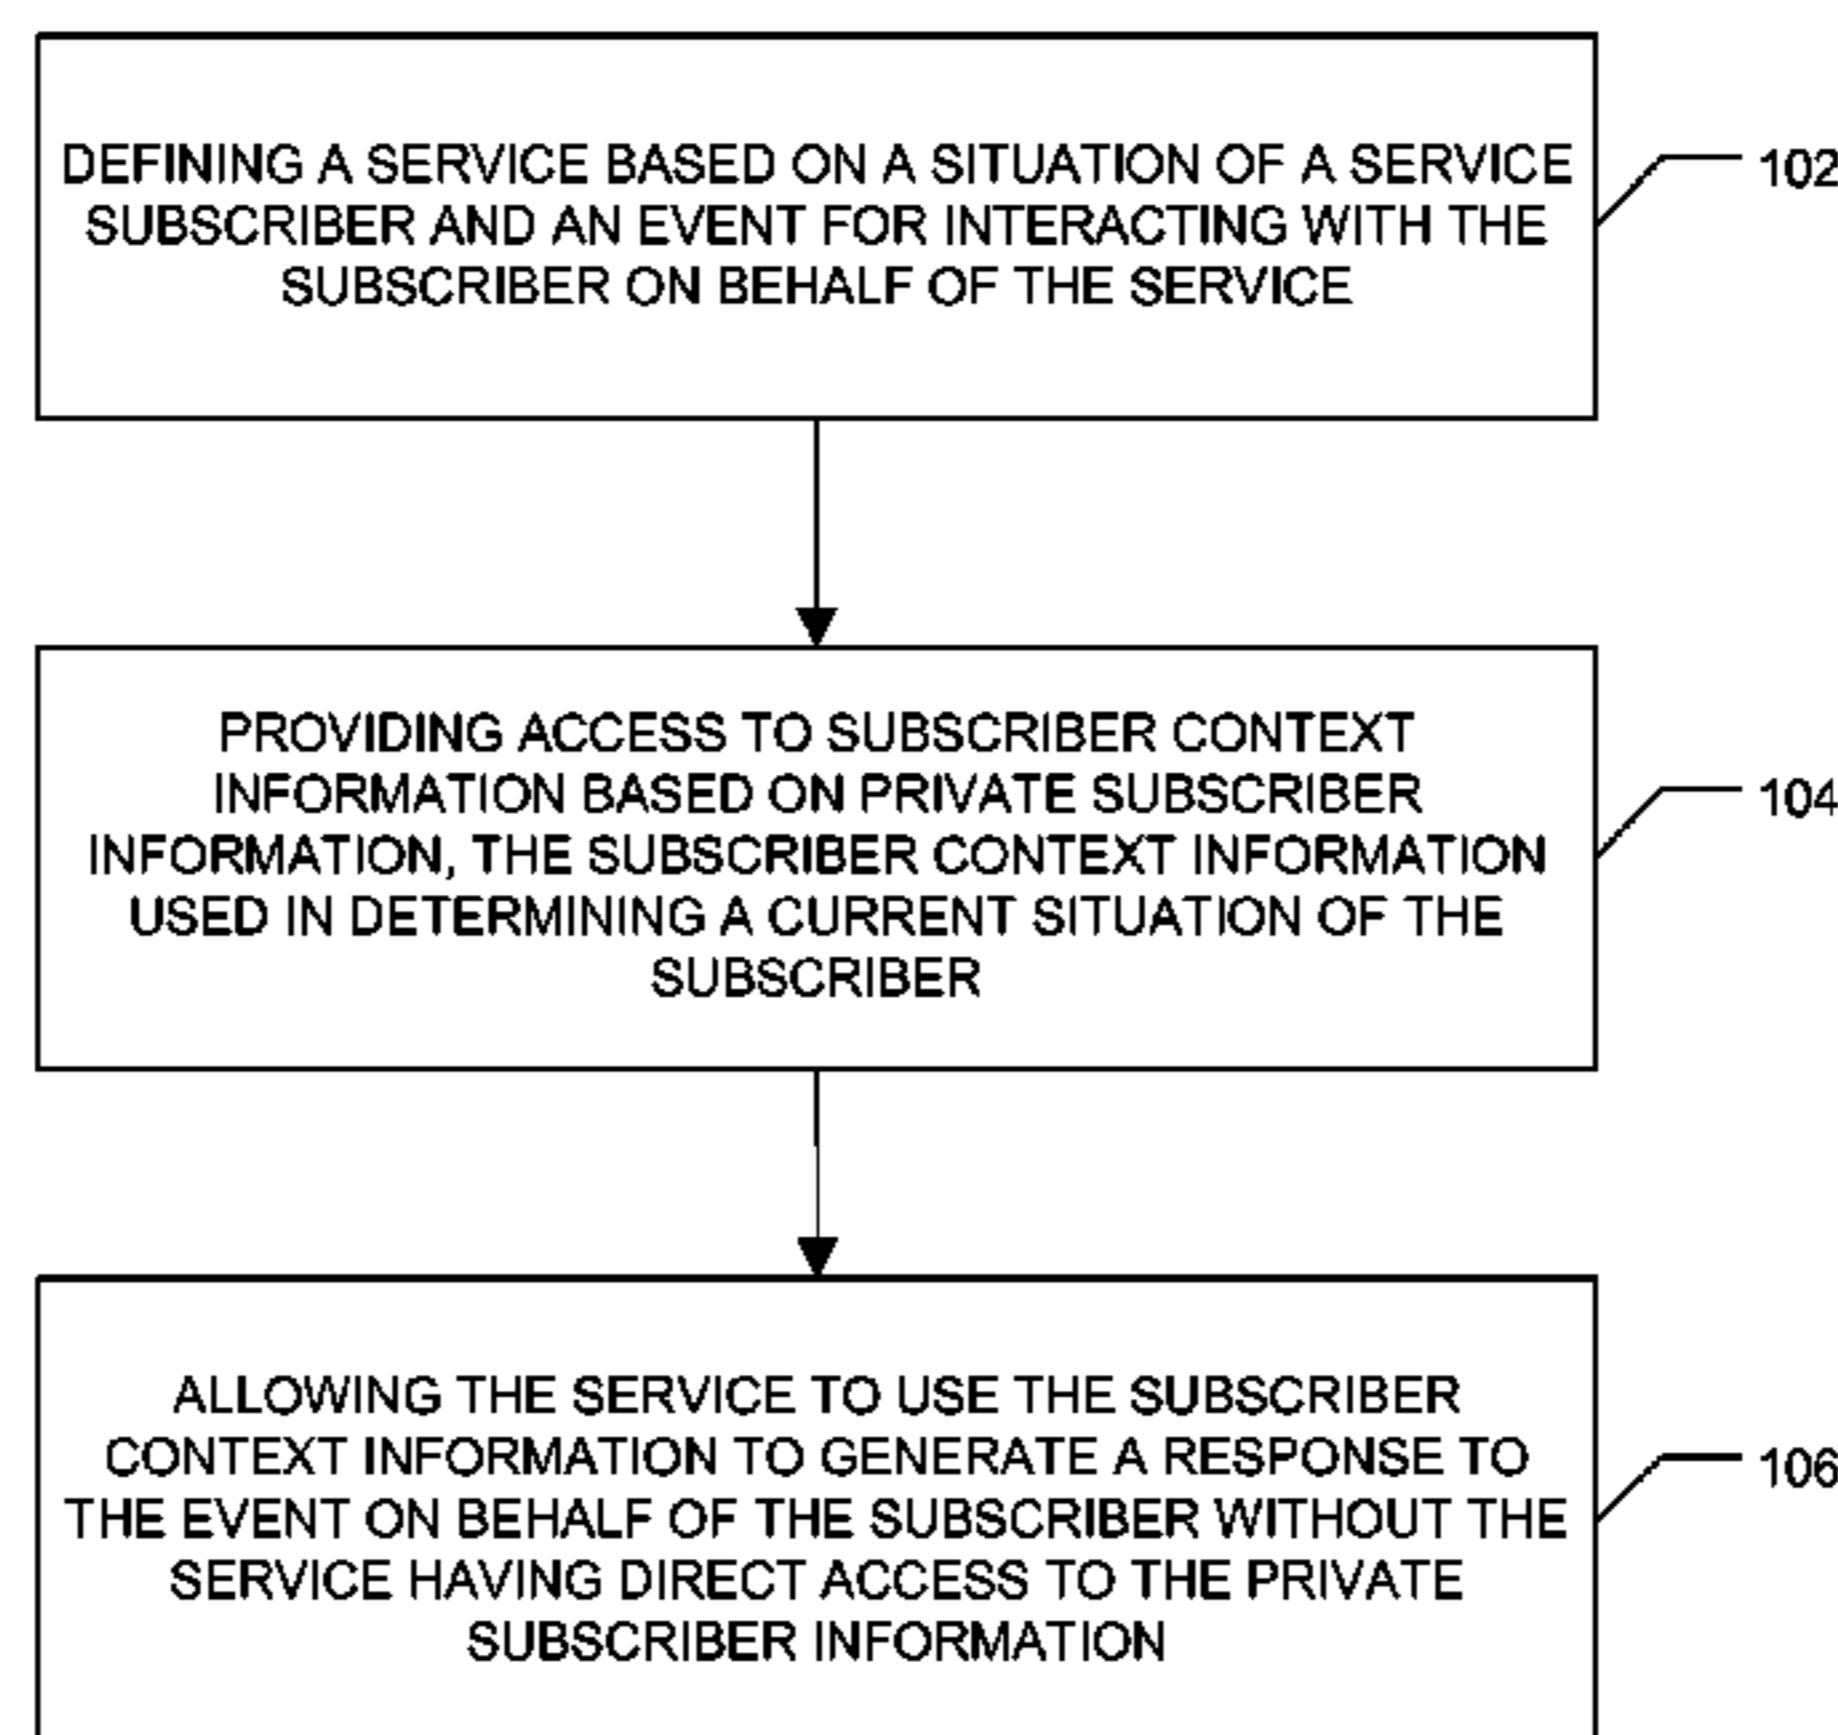 DEFINING A SERVICE BASED ON A SITUATION OF A SERVICE
SUBSCRIBER AND AN EVENT FOR INTERACTING WITH THE
SUBSCRIBER ON BEHALF OF THE SERVICE
102
PROVIDING ACCESS TO SUBSCRIBER CONTEXT
INFORMATION BASED ON PRIVATE SUBSCRIBER
INFORMATION, THE SUBSCRIBER CONTEXT INFORMATION
USED IN DETERMINING A CURRENT SITUATION OF THE
SUBSCRIBER
104
ALLOWING THE SERVICE TO USE THE SUBSCRIBER
CONTEXT INFORMATION TO GENERATE A RESPONSE TO
THE EVENT ON BEHALF OF THE SUBSCRIBER WITHOUT THE
SERVICE HAVING DIRECT ACCESS TO THE PRIVATE
SUBSCRIBER INFORMATION
106